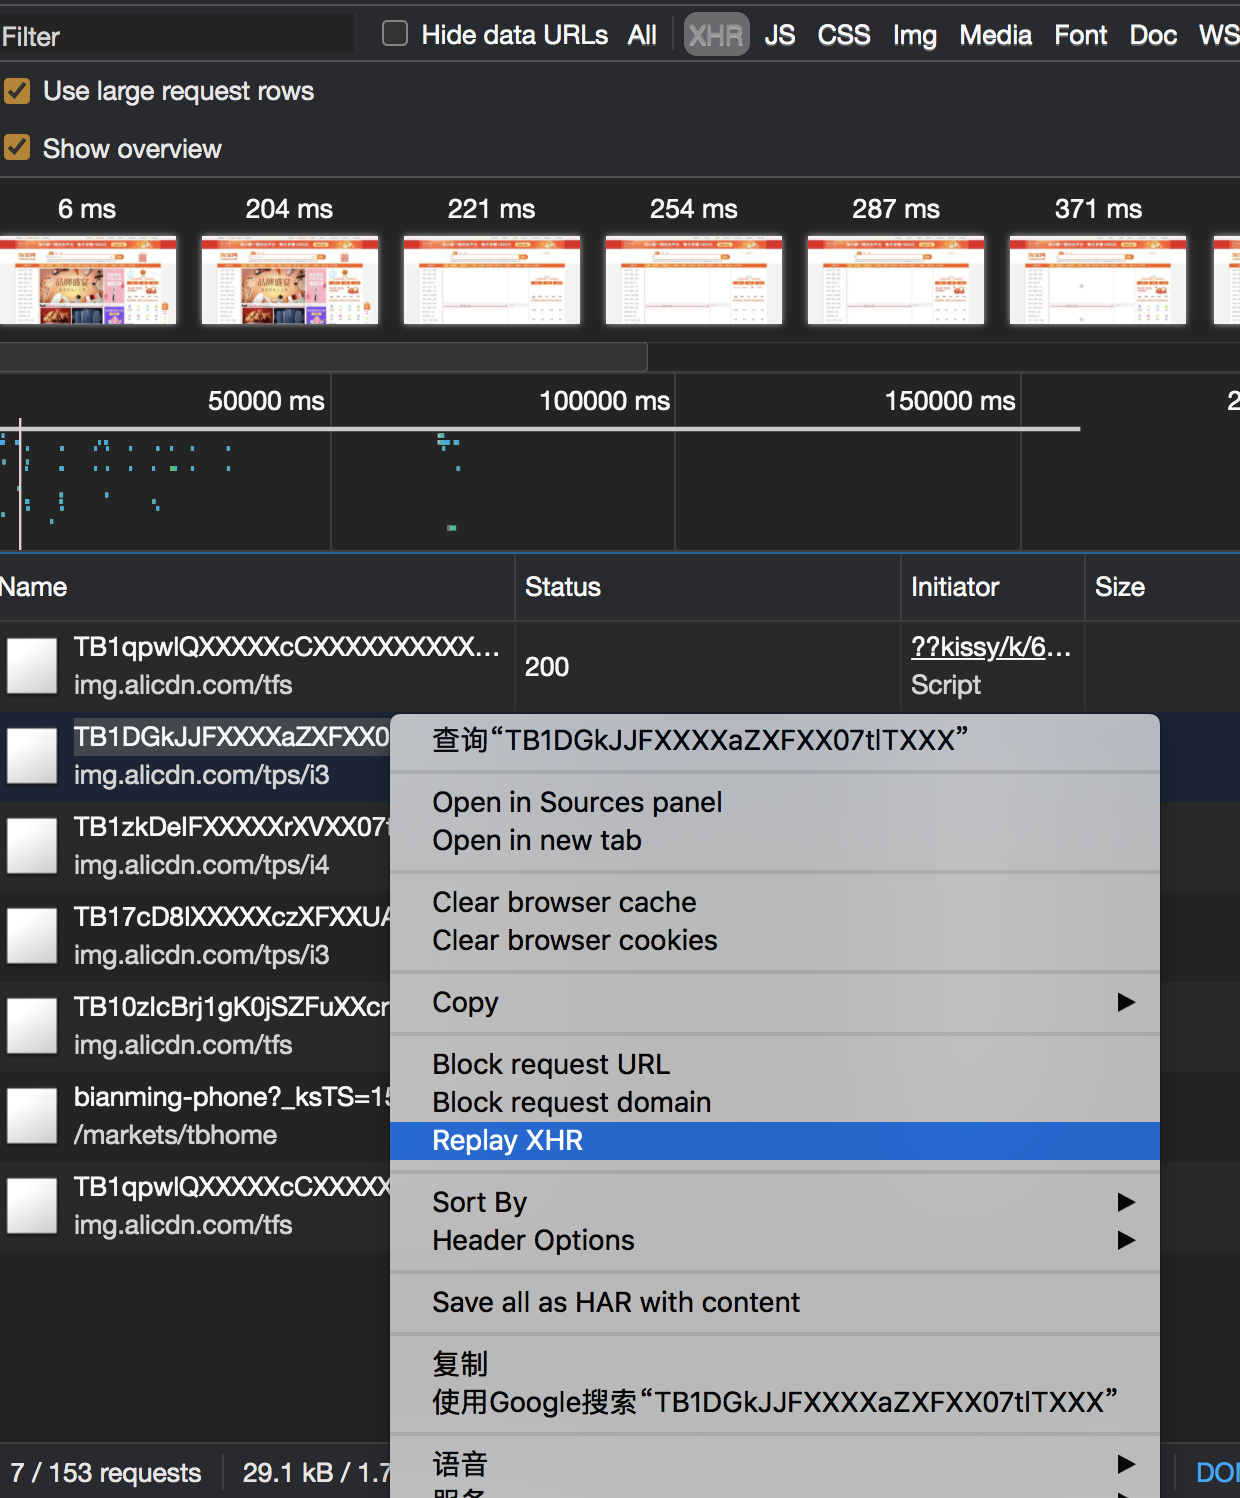 Filter
Hide data URLs All XHR JS CSS Img Media Font Doc WS
Use large request rows
Show overview
6 ms 204 ms 221 ms 254 ms 287 ms 371 ms
50000 ms 100000 ms 150000 ms 2
Name Status Initiator Size
TB1qpwlQXXXXXcCXXXXXXXXXX... 200 ??kissy/k/6...
img.alicdn.com/tfs Script
TB1DGkJJFXXXXaZXFXX0
img.alicdn.com/tps/i3
TB1zkDeIFXXXXXrXVXX07t
img.alicdn.com/tps/i4
TB17cD8IXXXXXczXFXXUA
img.alicdn.com/tps/i3
TB10zIcBrj1gK0jSZFuXXcr
img.alicdn.com/tfs
bianming-phone?_ksTS=15
/markets/tbhome
TB1qpwlQXXXXXcCXXXXX
img.alicdn.com/tfs
查询“TB1DGkJJFXXXXaZXFXX07tlTXXX”
Open in Sources panel
Open in new tab
Clear browser cache
Clear browser cookies
Copy
Block request URL
Block request domain
Replay XHR
Sort By
Header Options
Save all as HAR with content
复制
使用Google搜索“TB1DGkJJFXXXXaZXFXX07tlTXXX”
语音
服务
7 / 153 requests 29.1 kB / 1.7 DO